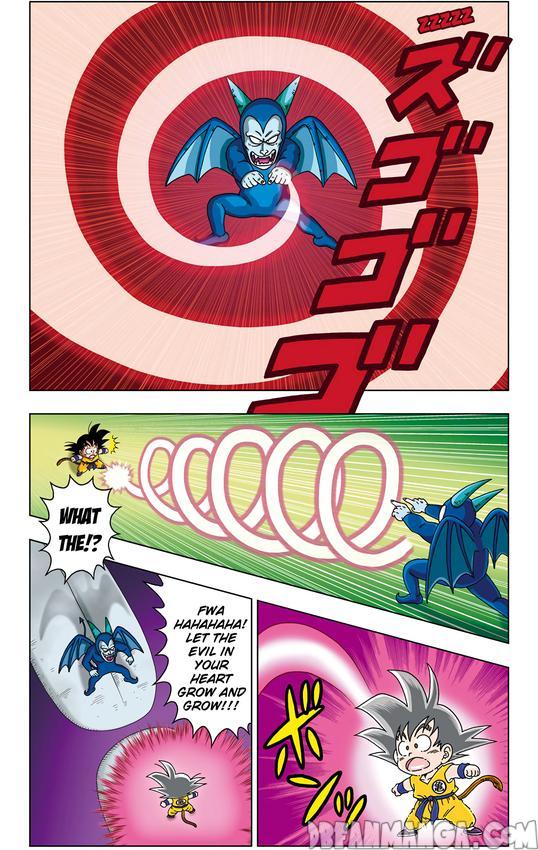 ZZZZZ
ズゴゴゴ
WHAT
THE!?
FWA
HAHAHAHA!
LET THE
EVIL IN
YOUR
HEART
GROW AND
GROW!!!
ボンッ
DREAMMANGA.COM